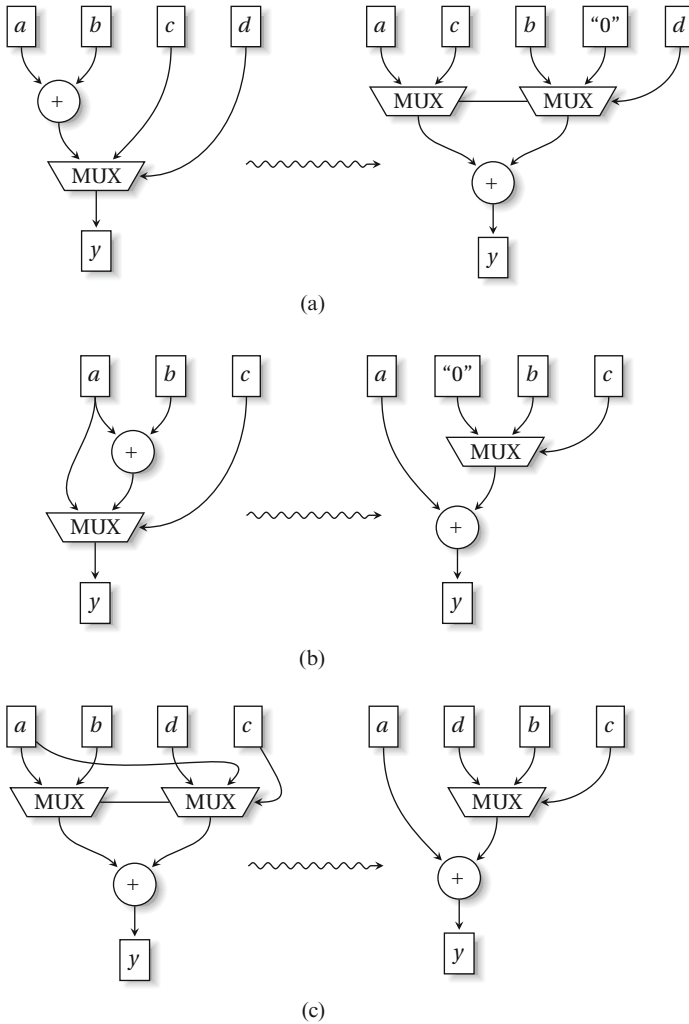 a b c d a c b “0” d
MUX MUX
+
MUX
+
y
y
(a)
a b c a “0” b c
MUX
+
MUX
+
y y
(b)
a b d c a d b c
MUX MUX MUX
+ +
y y
(c)